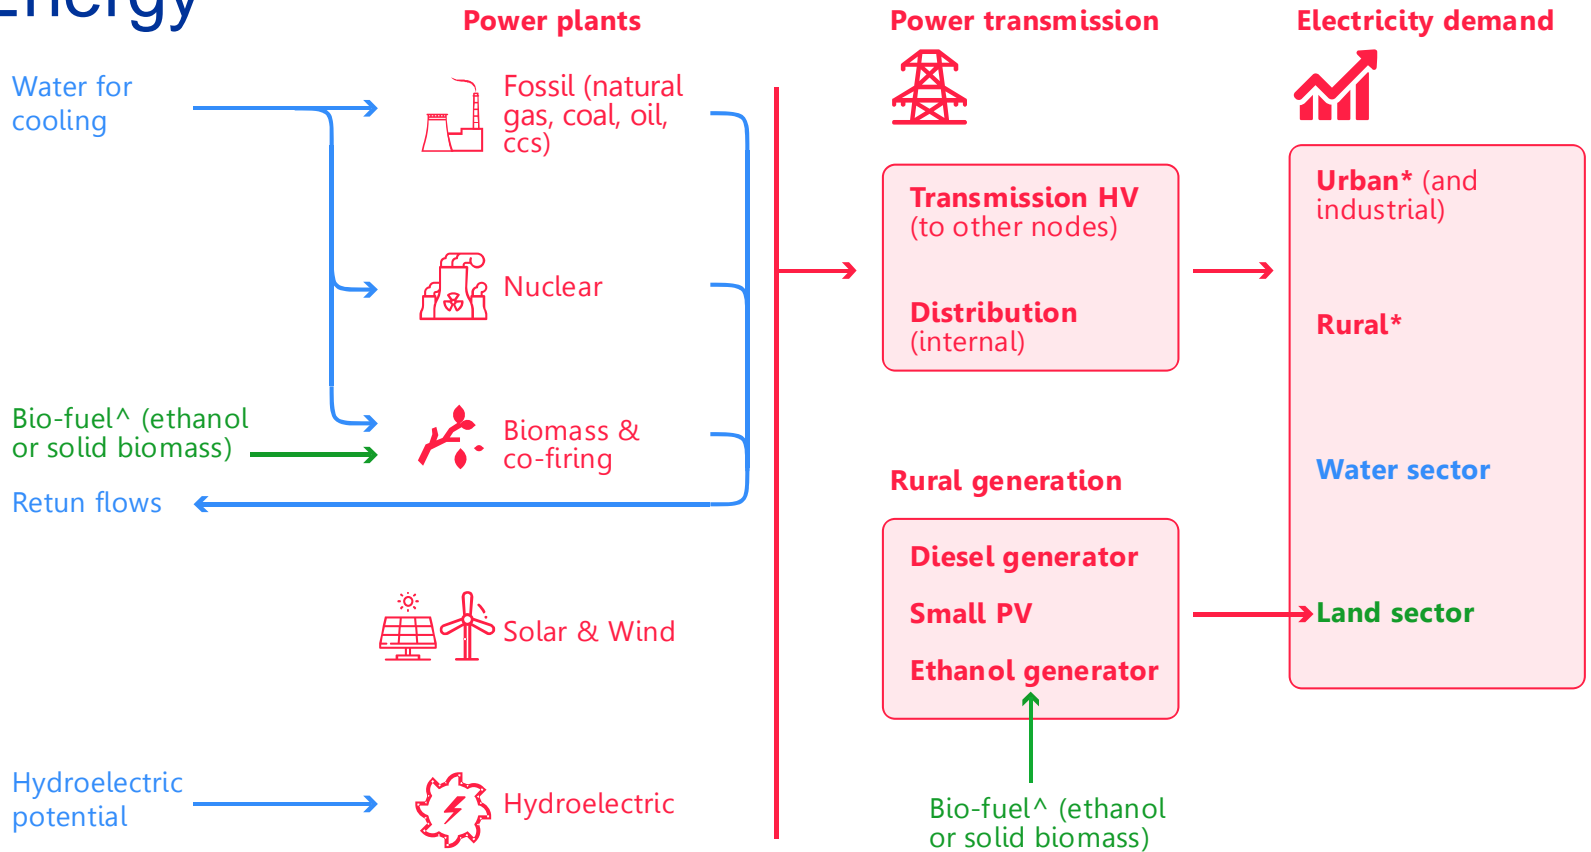 Energy
Power plants
Power transmission
Electricity demand
Water for
cooling
Fossil (natural
gas, coal, oil,
ccs)
Nuclear
Bio-fuel^ (ethanol
or solid biomass)
Biomass &
co-firing
Retun flows
Solar & Wind
Hydroelectric
potential
Hydroelectric
Transmission HV
(to other nodes)
Distribution
(internal)
Rural generation
Diesel generator
Small PV
Ethanol generator
Bio-fuel^ (ethanol
or solid biomass)
Urban* (and
industrial)
Rural*
Water sector
Land sector